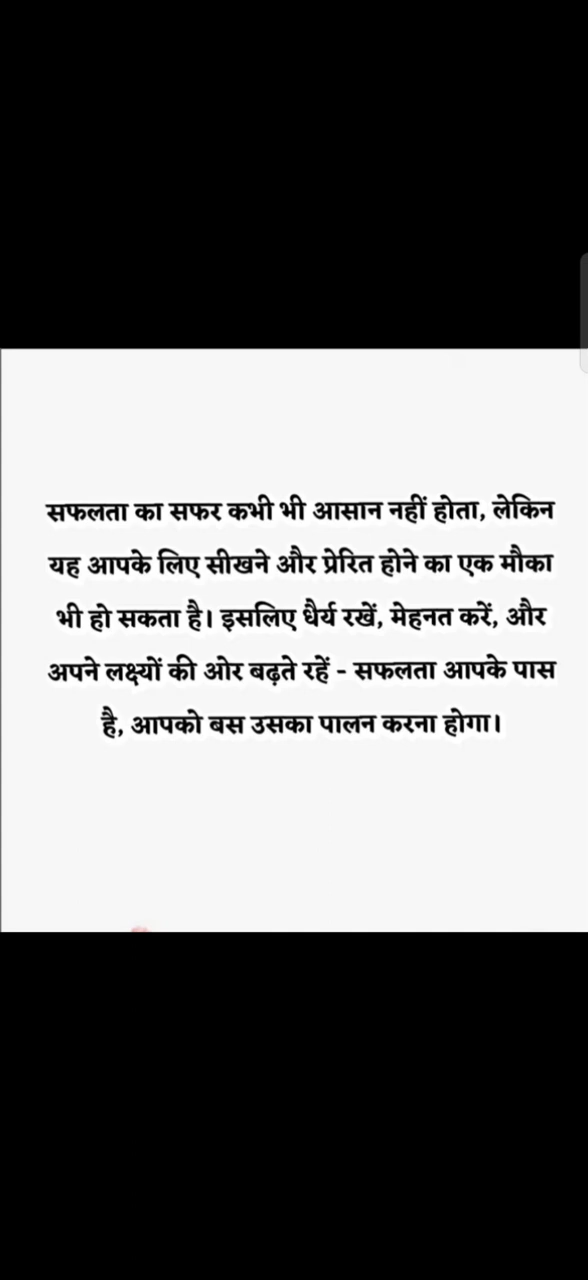 सफलता का सफर कभी भी आसान नहीं होता, लेकिन
यह आपके लिए सीखने और प्रेरित होने का एक मौका
भी हो सकता है। इसलिए धैर्य रखें, मेहनत करें, और
अपने लक्ष्यों की ओर बढ़ते रहें - सफलता आपके पास
है, आपको बस उसका पालन करना होगा।